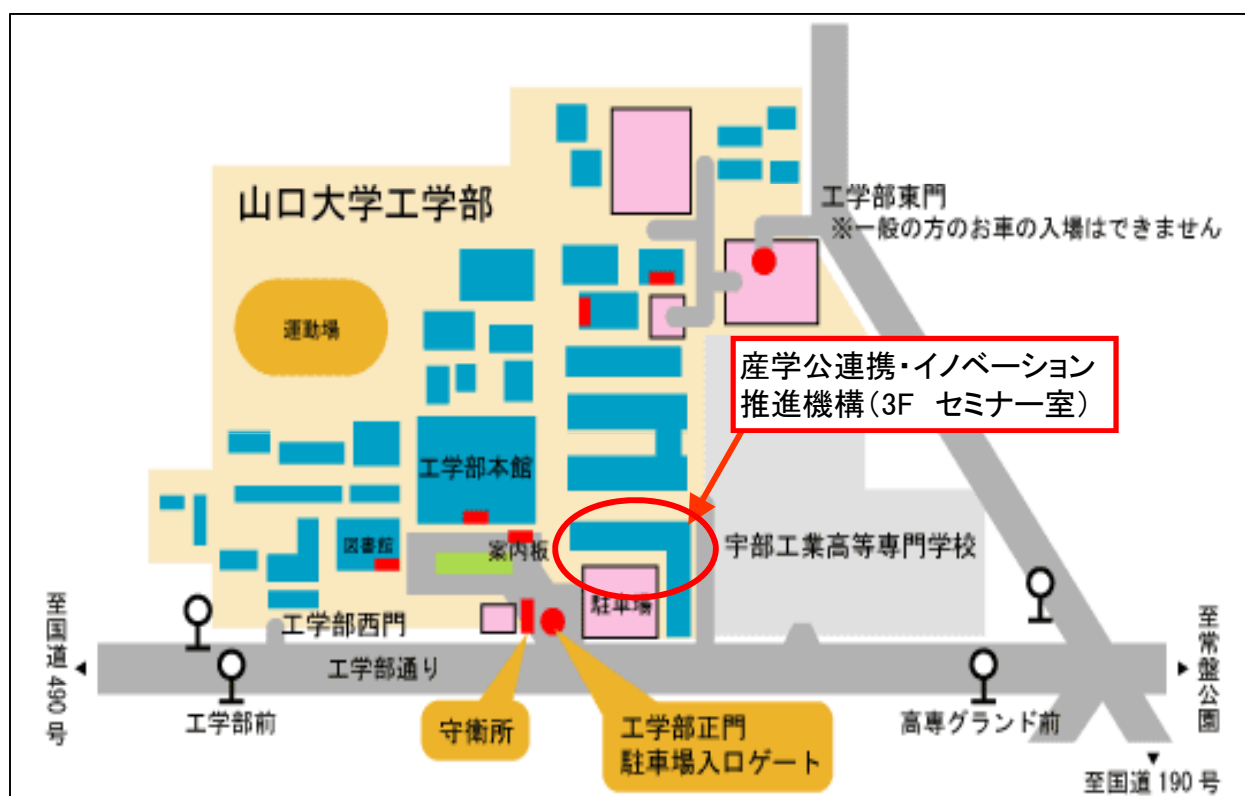 山口大学工学部
工学部東門
※一般の方のお車の入場はできません
運動場
産学公連携・イノベーション
推進機構(3F　セミナー室)
工学部本館
図書館
案内板
宇部工業高等専門学校
駐車場
至国道490号
工学部西門
至常盤公園
工学部通り
工学部前
守衛所
工学部正門
駐車場入口ゲート
高専グランド前
至国道190号